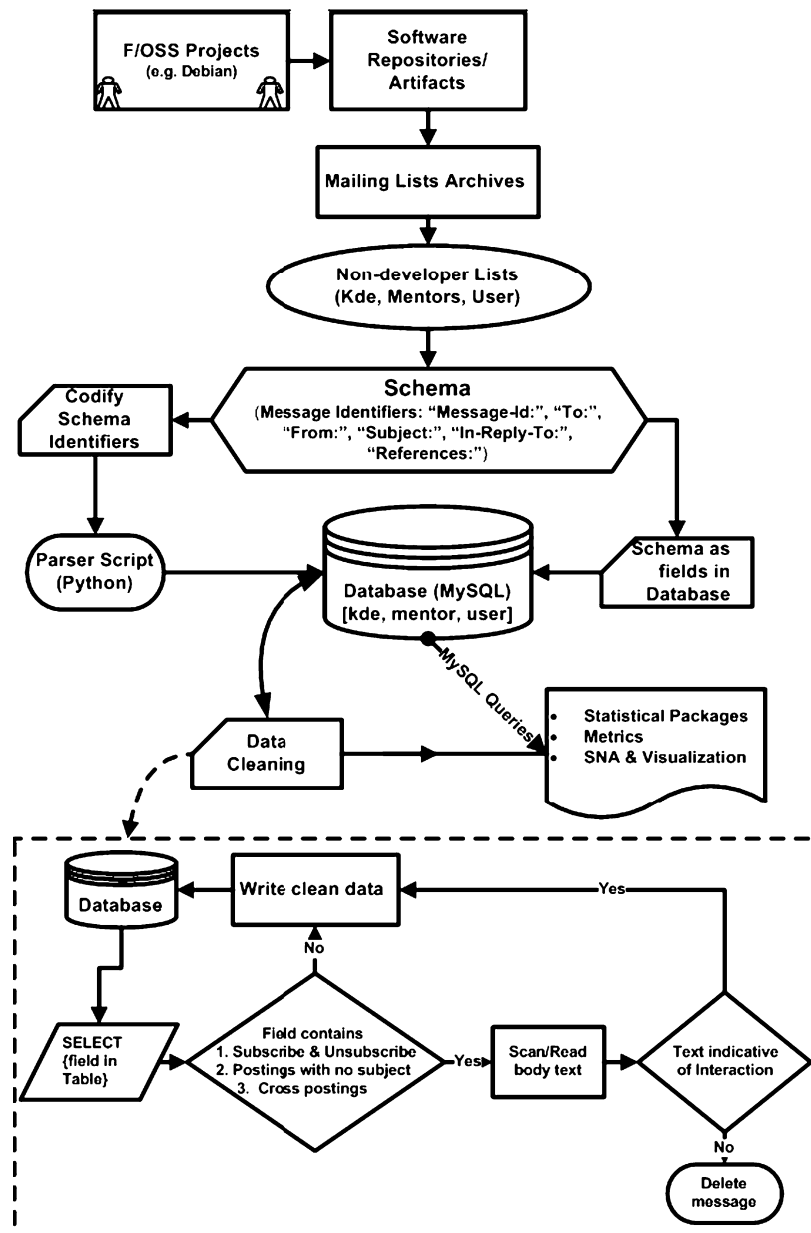 F/OSS Projects
(e.g. Debian)
Software
Repositories/
Artifacts
Mailing Lists Archives
Non-developer Lists
(Kde, Mentors, User)
Schema
(Message Identifiers: “Message-Id:”, “To:”,
“From:”, “Subject:”, “In-Reply-To:”,
“References:”)
Codify
Schema
Identifiers
Parser Script
(Python)
Database (MySQL)
[kde, mentor, user]
Schema as
fields in
Database
MySQL Queries
Data
Cleaning
• Statistical Packages
• Metrics
• SNA & Visualization
Database
Write clean data
Yes
No
SELECT
{field in
Table}
Field contains
1. Subscribe & Unsubscribe
2. Postings with no subject
3. Cross postings
Yes
Scan/Read
body text
Text indicative
of Interaction
No
Delete
message